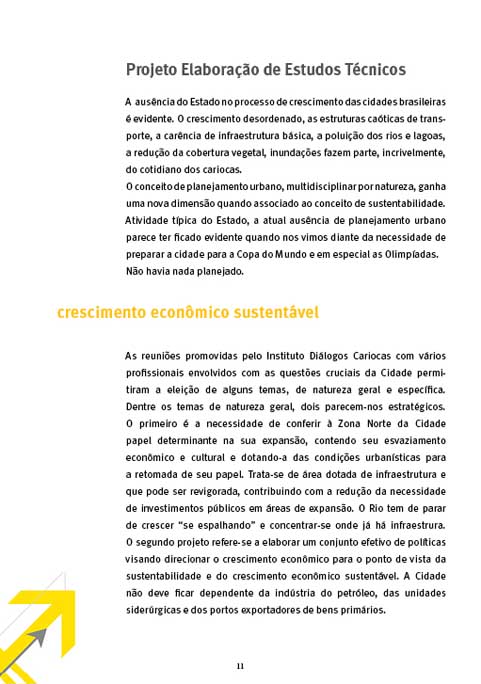 Projeto Elaboração de Estudos Técnicos
A ausência do Estado no processo de crescimento das cidades brasileiras
é evidente. O crescimento desordenado, as estruturas caóticas de trans-
porte, a carência de infraestrutura básica, a poluição dos rios e lagoas,
a redução da cobertura vegetal, inundações fazem parte, incrivelmente,
do cotidiano dos cariocas.
O conceito de planejamento urbano, multidisciplinar por natureza, ganha
uma nova dimensão quando associado ao conceito de sustentabilidade.
Atividade típica do Estado, a atual ausência de planejamento urbano
parece ter ficado evidente quando nos vimos diante da necessidade de
preparar a cidade para a Copa do Mundo e em especial as Olimpíadas.
Não havia nada planejado.
crescimento econômico sustentável
As reuniões promovidas pelo Instituto Diálogos Cariocas com vários
profissionais envolvidos com as questões cruciais da Cidade permi-
tiram a eleição de alguns temas, de natureza geral e específica.
Dentre os temas de natureza geral, dois parecem-nos estratégicos.
O primeiro é a necessidade de conferir à Zona Norte da Cidade
papel determinante na sua expansão, contendo seu esvaziamento
econômico e cultural e dotando-a das condições urbanísticas para
a retomada de seu papel. Trata-se de área dotada de infraestrutura e
que pode ser revigorada, contribuindo com a redução da necessidade
de investimentos públicos em áreas de expansão. O Rio tem de parar
de crescer “se espalhando” e concentrar-se onde já há infraestrura.
O segundo projeto refere-se a elaborar um conjunto efetivo de políticas
visando direcionar o crescimento econômico para o ponto de vista da
sustentabilidade e do crescimento econômico sustentável. A Cidade
não deve ficar dependente da indústria do petróleo, das unidades
siderúrgicas e dos portos exportadores de bens primários.
11